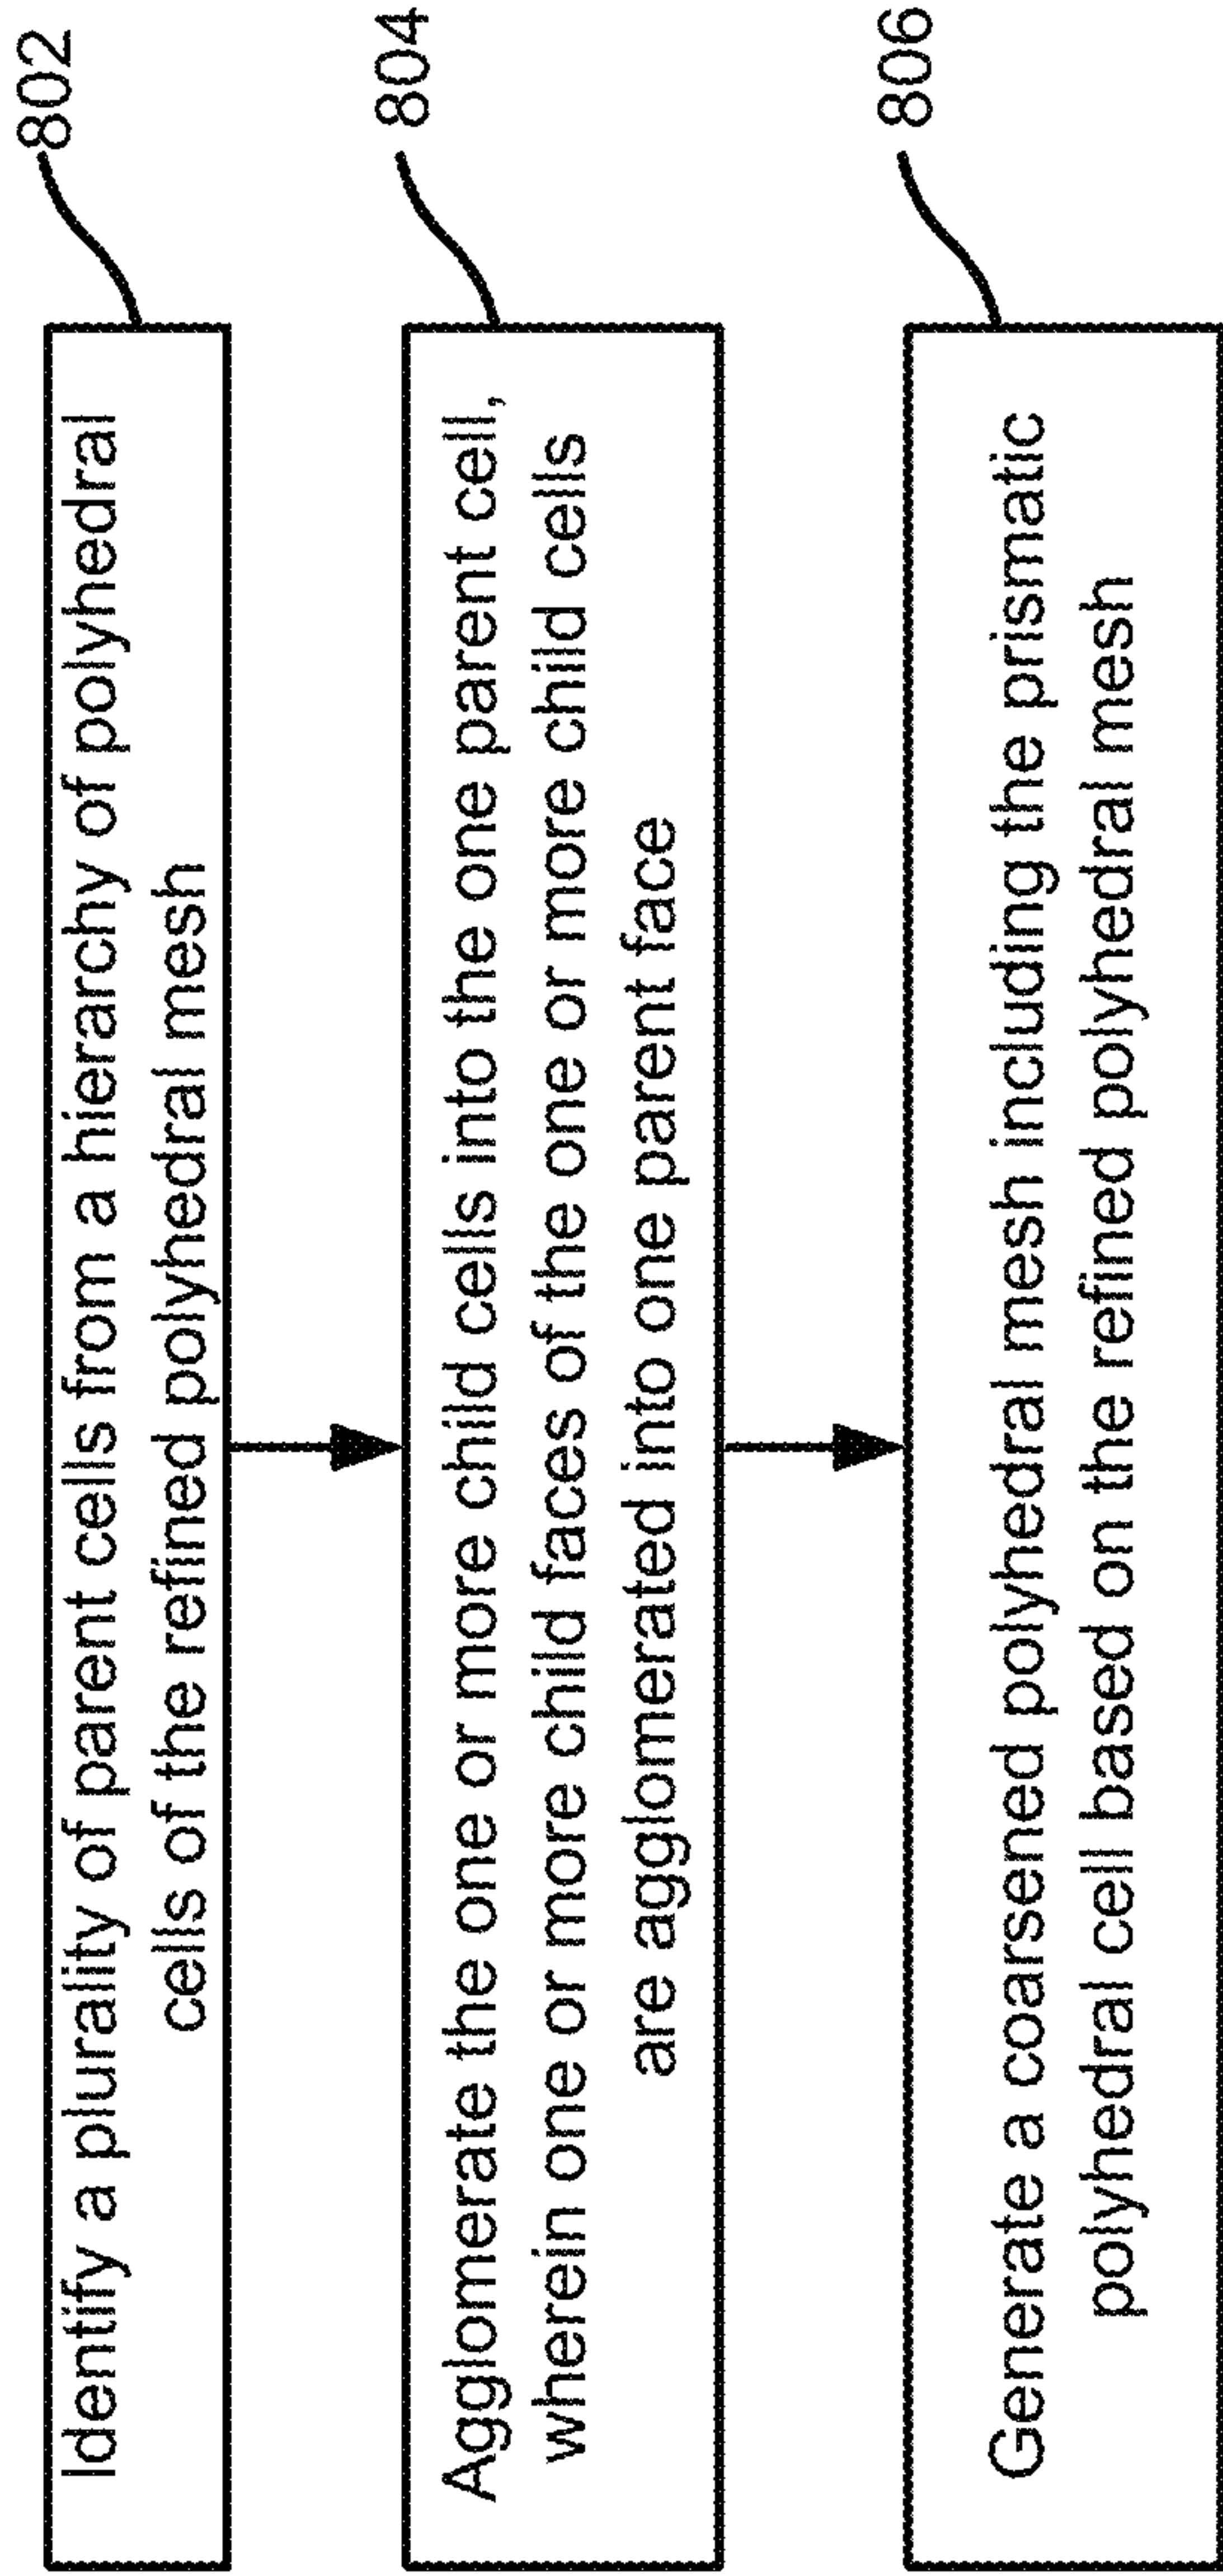 802
Identify a plurality of parent cells from a hierarchy of polyhedral
cells of the refined polyhedral mesh
804
Agglomerate the one or more child cells into the one parent cell,
wherein one or more child faces of the one or more child cells
are agglomerated into one parent face
806
Generate a coarsened polyhedral mesh including the prismatic
polyhedral cell based on the refined polyhedral mesh